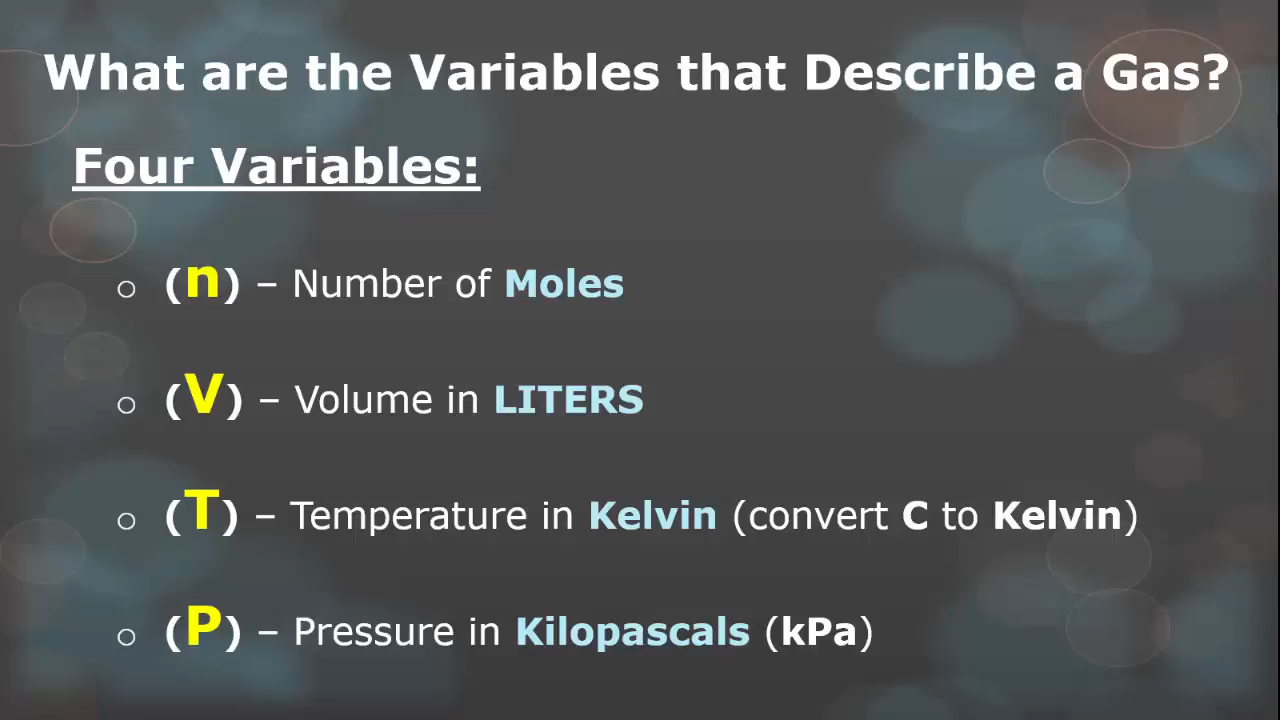 What are the Variables that Describe a Gas?
Four Variables:
o (n) – Number of Moles
o (V) – Volume in LITERS
o (T) – Temperature in Kelvin (convert C to Kelvin)
o (P) – Pressure in Kilopascals (kPa)